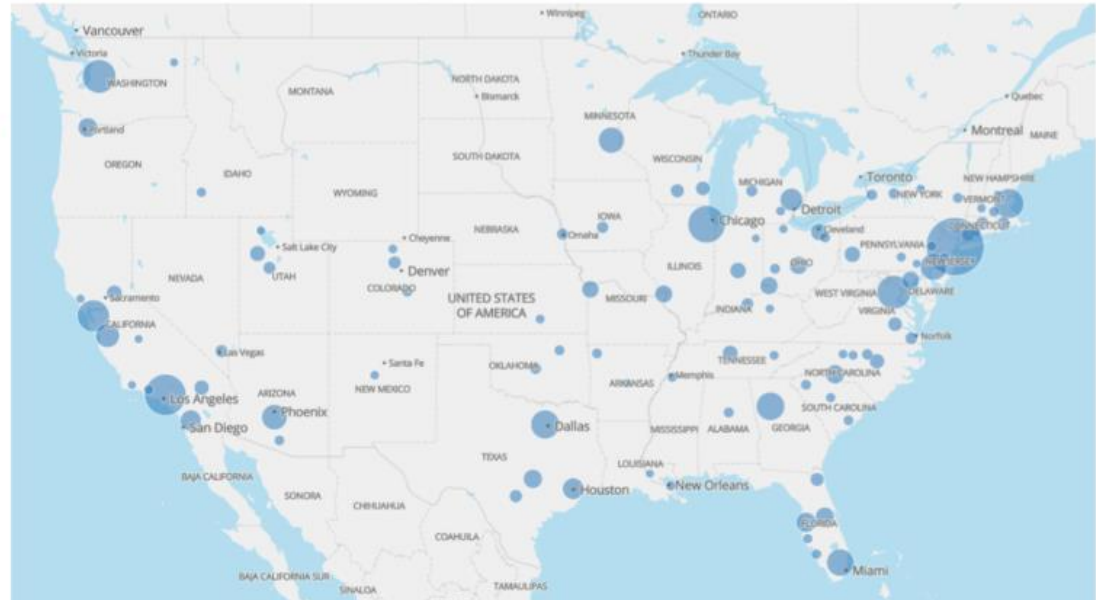 Winnipeg
ONTARIO
Vancouver
Victoria
Thunder Bay
WASHINGTON
NORTH DAKOTA
MONTANA
Bismarck
Quebec
MINNESOTA
Portland
Montreal
MAINE
OREGON
SOUTH DAKOTA
WISCONSIN
IDAHO
MICHIGAN
Toronto
NEW HAMPSHIRE
WYOMING
NEW YORK
VERMONT
Detroit
IOWA
Chicago
NEBRASKA
Omaha
Cleveland
CONNECTICUT
Cheyenne
Salt Lake City
PENNSYLVANIA
Denver
ILLINOIS
OHIO
NEW JERSEY
NEVADA
UTAH
COLORADO
UNITED STATES
OF AMERICA
MISSOURI
WEST VIRGINIA
DELAWARE
Sacramento
INDIANA
VIRGINIA
CALIFORNIA
Norfolk
Las Vegas
Santa Fe
OKLAHOMA
TENNESSEE
NEW MEXICO
ARKANSAS
Memphis
NORTH CAROLINA
ARIZONA
Los Angeles
SOUTH CAROLINA
Phoenix
San Diego
Dallas
MISSISSIPPI
ALABAMA
GEORGIA
TEXAS
LOUISIANA
BAJA CALIFORNIA
SONORA
Houston
New Orleans
CHIHUAHUA
FLORIDA
COAHUILA
Miami
BAJA CALIFORNIA SUR
SINALOA
TAMAULIPAS